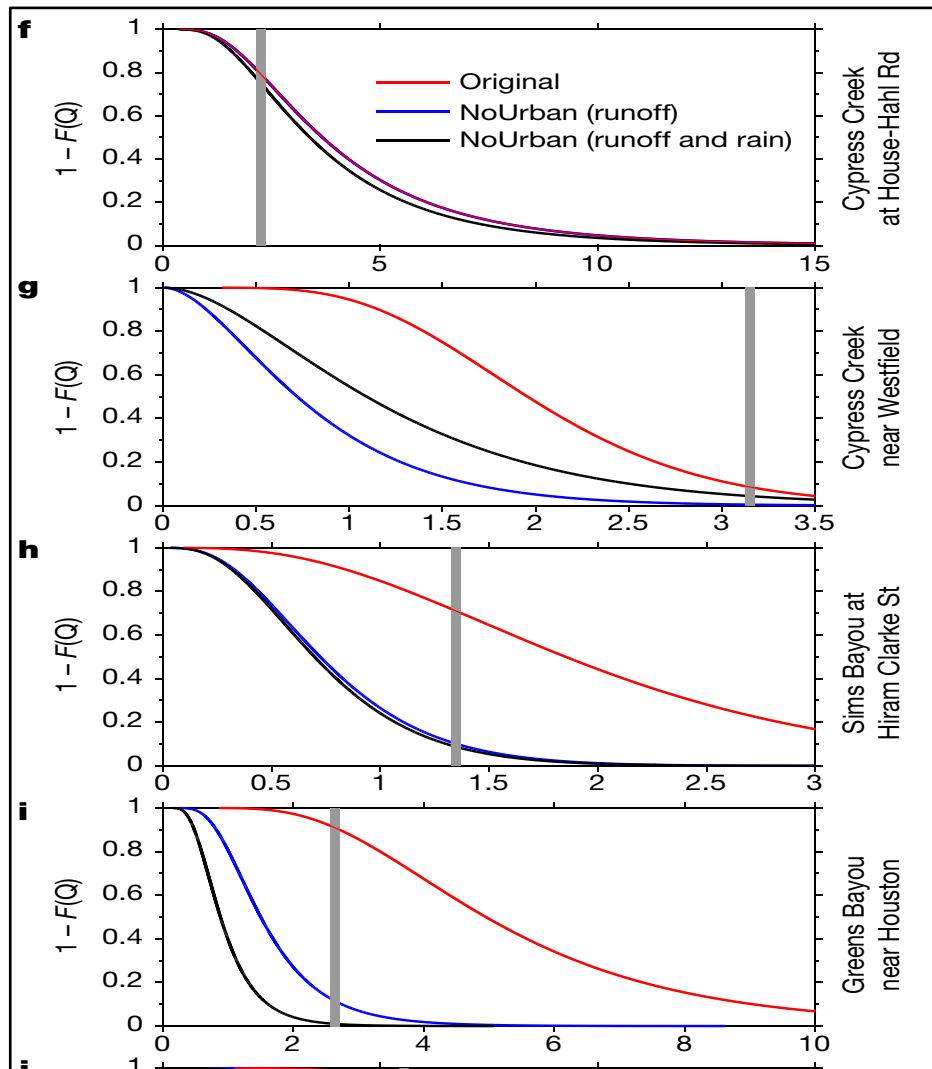 f
1
0.8
0.6
0.4
0.2
0
1 – F(Q)
Original
NoUrban (runoff)
NoUrban (runoff and rain)
Cypress Creek
at House-Hahl Rd
0 5 10 15
g
1
0.8
0.6
0.4
0.2
0
1 – F(Q)
Cypress Creek
near Westfield
0 0.5 1 1.5 2 2.5 3 3.5
h
1
0.8
0.6
0.4
0.2
0
1 – F(Q)
Sims Bayou at
Hiram Clarke St
0 0.5 1 1.5 2 2.5 3
i
1
0.8
0.6
0.4
0.2
0
1 – F(Q)
Greens Bayou
near Houston
0 2 4 6 8 10
1